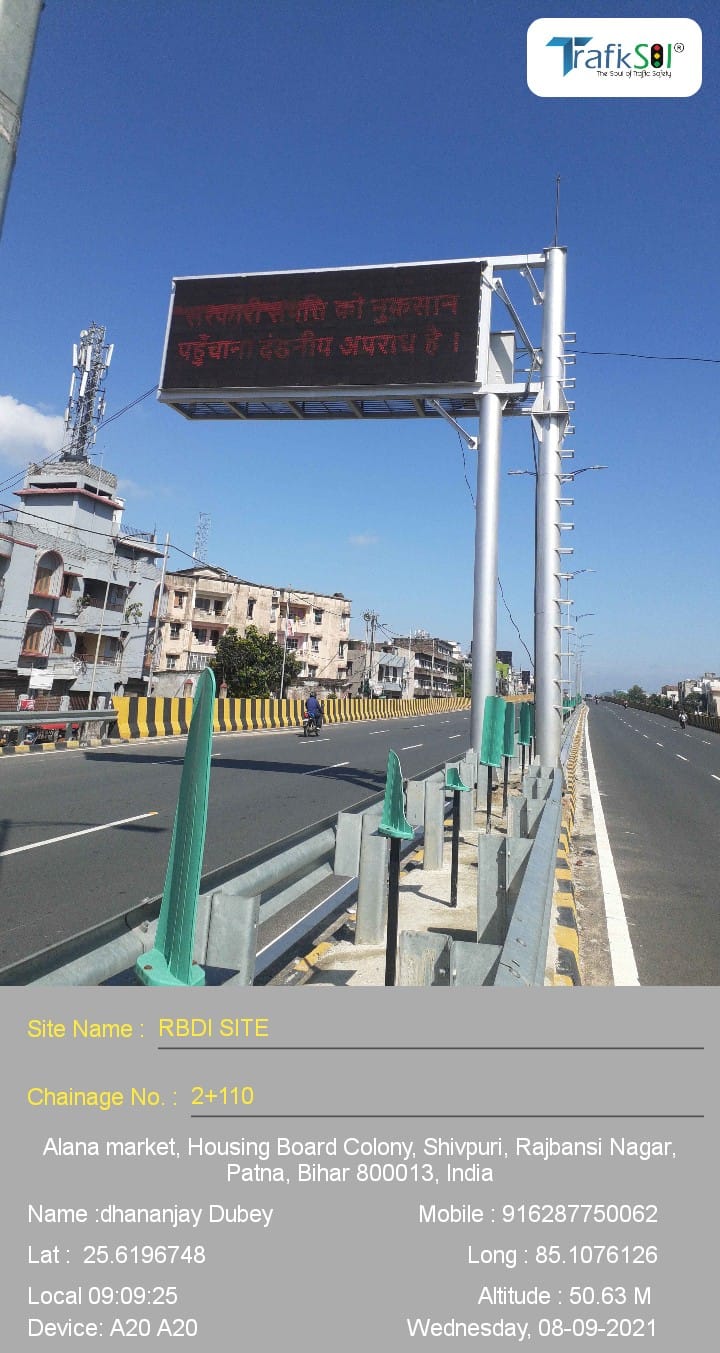 TrafikSol®
The Soul of Traffic Safety
सरकारी संपत्ति को नुकसान
पहुँचाना दंडनीय अपराध है ।
Site Name : RBDI SITE
Chainage No. : 2+110
Alana market, Housing Board Colony, Shivpuri, Rajbansi Nagar,
Patna, Bihar 800013, India
Name :dhananjay Dubey Mobile : 916287750062
Lat : 25.6196748 Long : 85.1076126
Local 09:09:25 Altitude : 50.63 M
Device: A20 A20 Wednesday, 08-09-2021